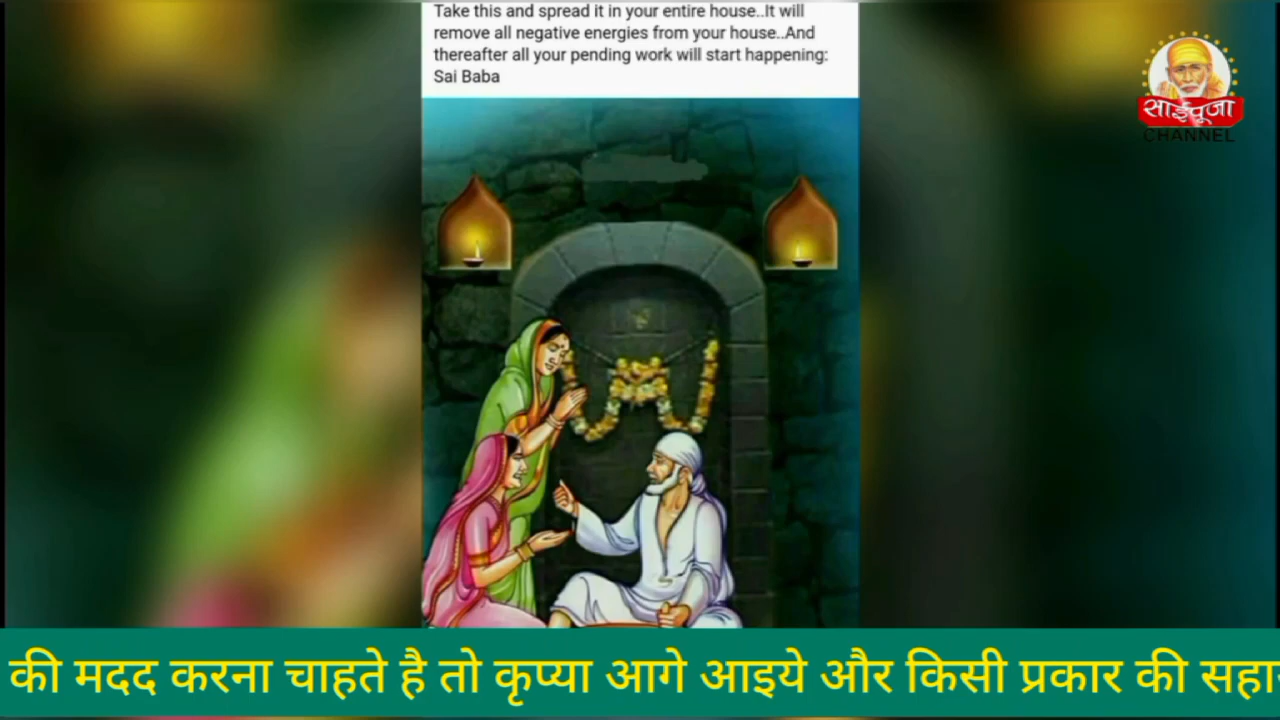 Take this and spread it in your entire house..It will
remove all negative energies from your house..And
thereafter all your pending work will start happening:
Sai Baba
साईपूजा
CHANNEL
की मदद करना चाहते है तो कृप्या आगे आइये और किसी प्रकार की